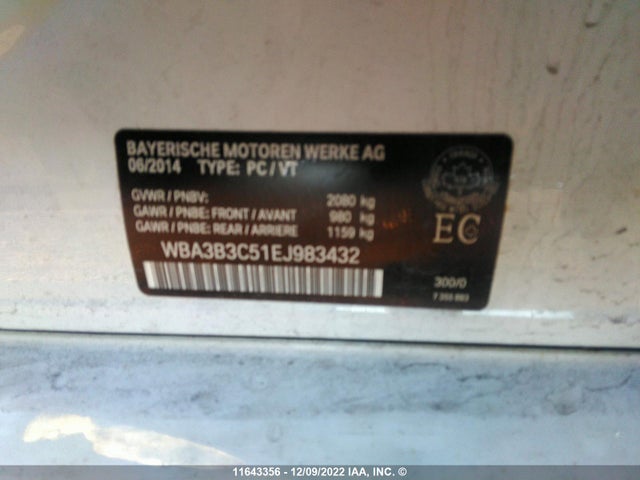 BAYERISCHE MOTOREN WERKE AG
06/2014 TYPE: PC / VT
GVWR / PNBV: 2080 kg
GAWR / PNBE: FRONT / AVANT 980 kg
GAWR / PNBE: REAR / ARRIERE 1159 kg
WBA3B3C51EJ983432
EC
300/0
11643356 - 12/09/2022 IAA, INC. ©